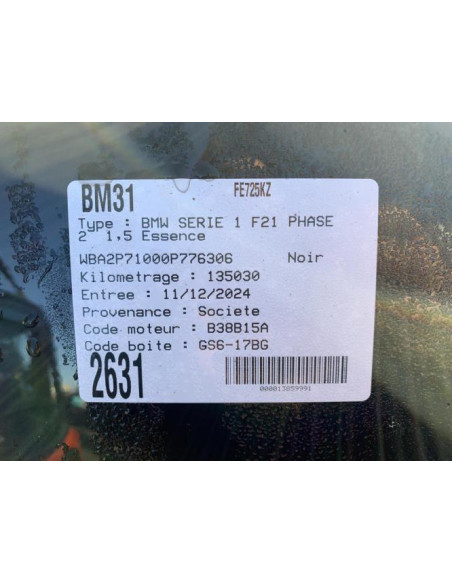 BM31 FE725KZ
Type : BMW SERIE 1 F21 PHASE
2 1,5 Essence
WBA2P71000P776306 Noir
Kilometrage : 135030
Entree : 11/12/2024
Provenance : Societe
Code moteur : B38B15A
Code boite : GS6-17BG
2631
0000138S9991